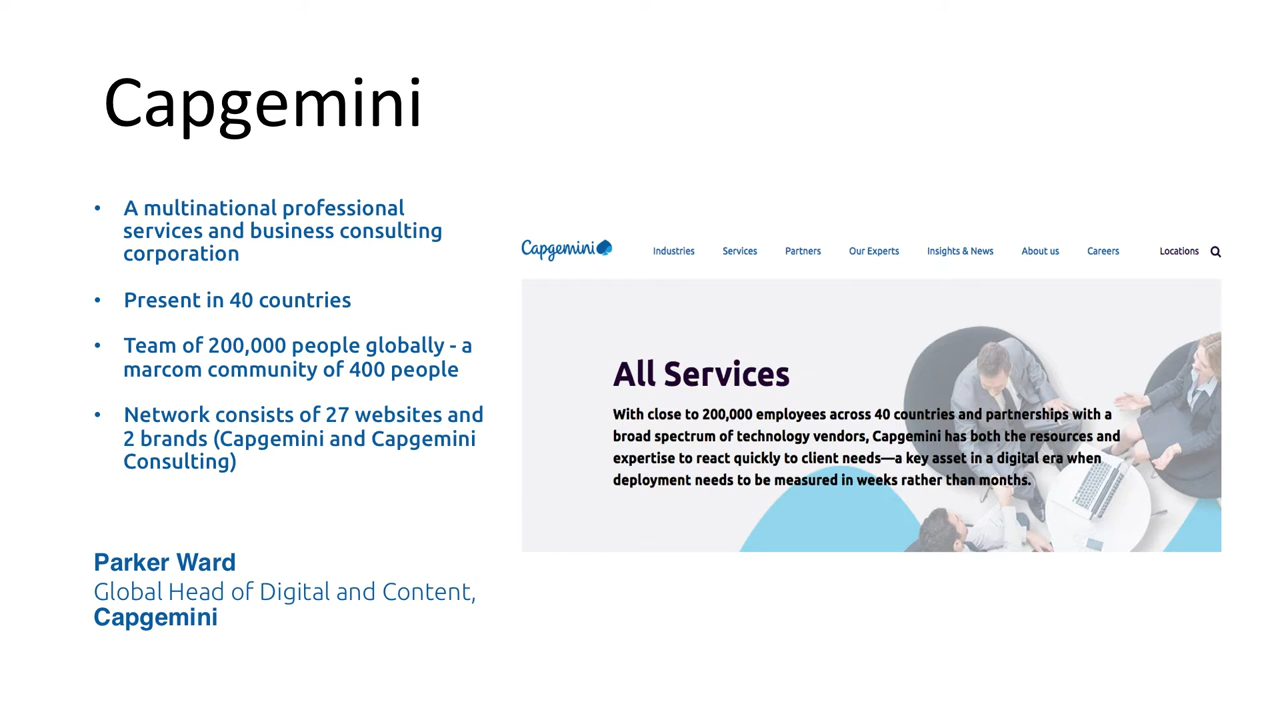 Capgemini
• A multinational professional
services and business consulting
corporation
• Present in 40 countries
• Team of 200,000 people globally - a
marcom community of 400 people
• Network consists of 27 websites and
2 brands (Capgemini and Capgemini
Consulting)
Parker Ward
Global Head of Digital and Content,
Capgemini
Capgemini Industries Services Partners Our Experts Insights & News About us Careers Locations
All Services
With close to 200,000 employees across 40 countries and partnerships with a
broad spectrum of technology vendors, Capgemini has both the resources and
expertise to react quickly to client needs—a key asset in a digital era when
deployment needs to be measured in weeks rather than months.